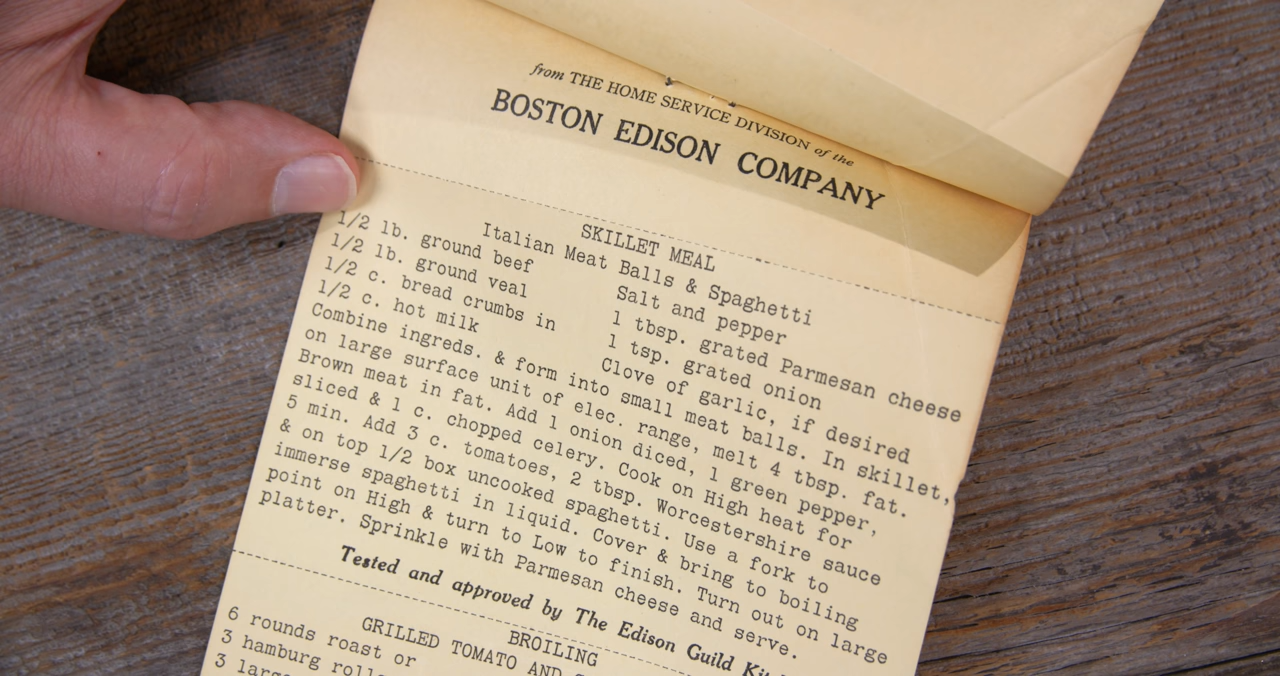 from THE HOME SERVICE DIVISION of the
BOSTON EDISON COMPANY
SKILLET MEAL
Italian Meat Balls & Spaghetti
1/2 lb. ground beef Salt and pepper
1/2 lb. ground veal 1 tbsp. grated Parmesan cheese
1/2 c. bread crumbs in 1 tsp. grated onion
1/2 c. hot milk Clove of garlic, if desired
Combine ingreds. & form into small meat balls. In skillet,
on large surface unit of elec. range, melt 4 tbsp. fat.
Brown meat in fat. Add 1 onion diced, 1 green pepper,
sliced & 1 c. chopped celery. Cook on High heat for
5 min. Add 3 c. tomatoes, 2 tbsp. Worcestershire sauce
& on top 1/2 box uncooked spaghetti. Use a fork to
immerse spaghetti in liquid. Cover & bring to boiling
point on High & turn to Low to finish. Turn out on large
platter. Sprinkle with Parmesan cheese and serve.
Tested and approved by The Edison Guild
BROILING
GRILLED TOMATO AND
6 rounds roast or
3 hamburg
3